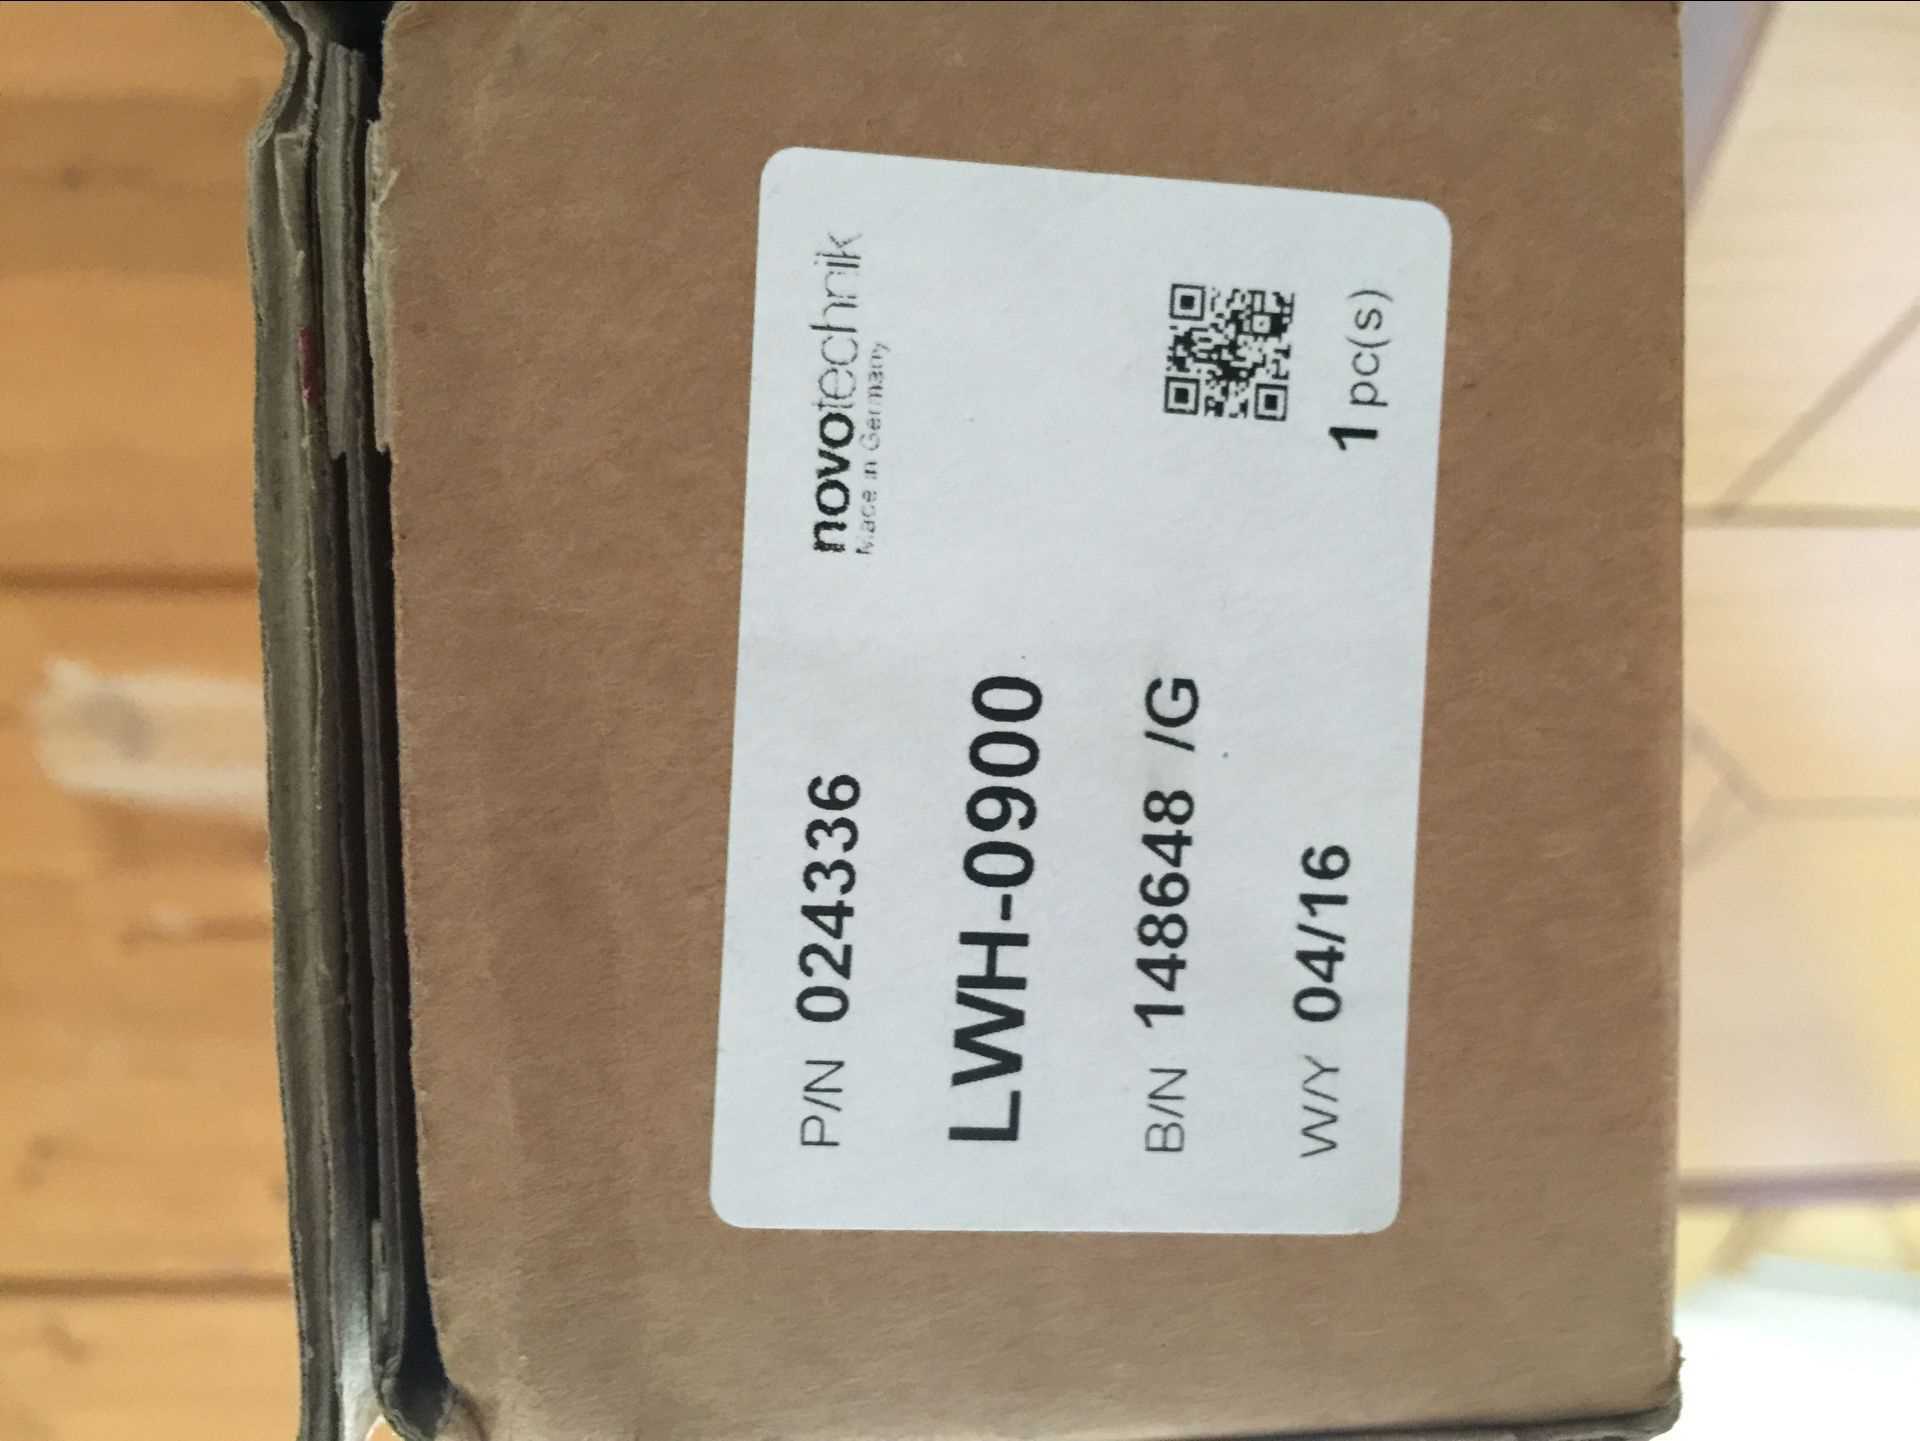 P/N 024336
novotechnik
Made in Germany
LWH-0900
B/N 148648 /G
W/Y 04/16
1 pc(s)